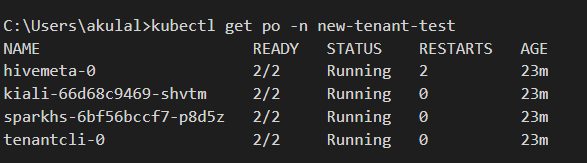 C:\Users\akulal>kubectl get po -n new-tenant-test
NAME READY STATUS RESTARTS AGE
hivemeta-0 2/2 Running 2 23m
kiali-66d68c9469-shvtm 2/2 Running 0 23m
sparkhs-6bf56bccf7-p8d5z 2/2 Running 0 23m
tenantcli-0 2/2 Running 0 23m